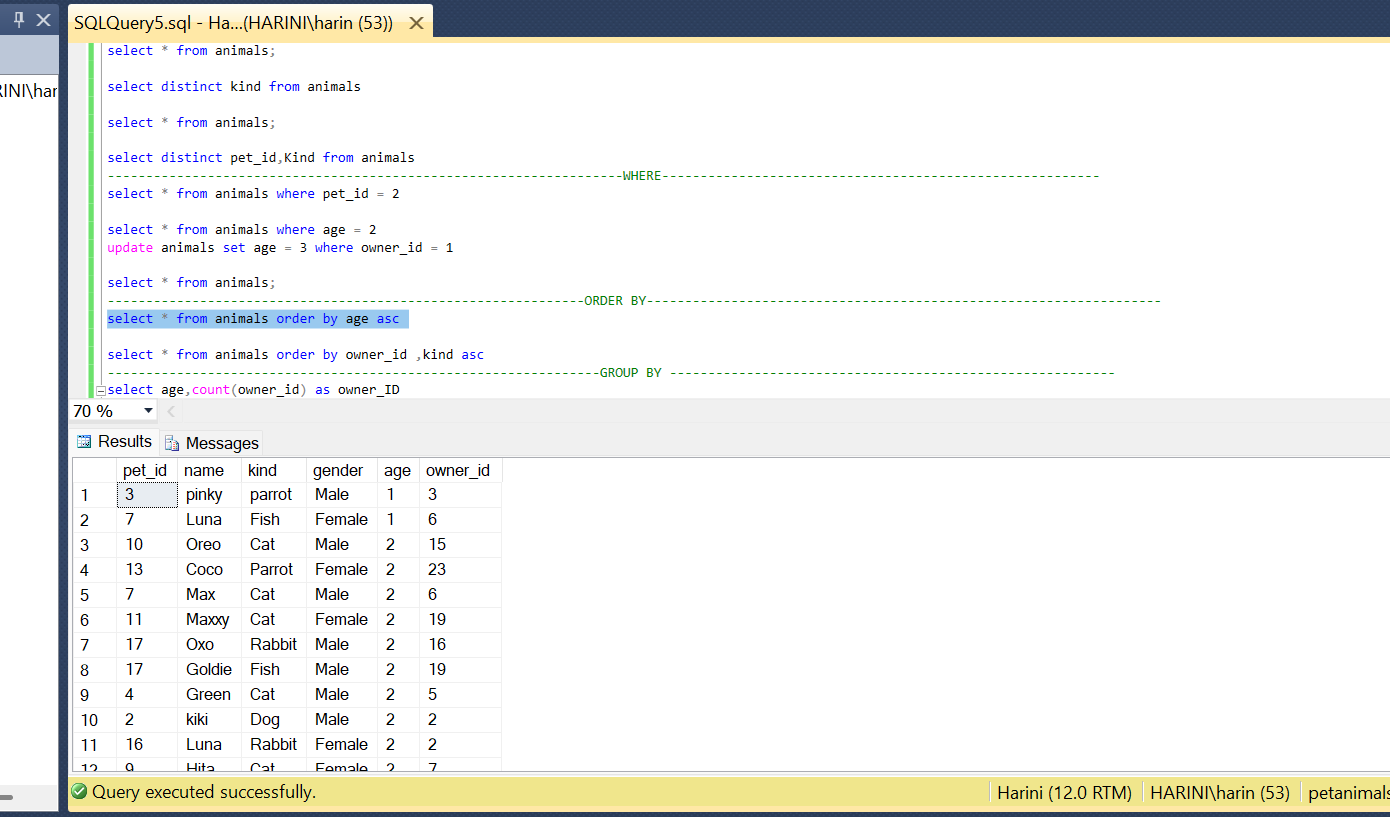 SQLQuery5.sql - Ha...(HARINI\harin (53))
RINI\har
select * from animals;
select distinct kind from animals
select * from animals;
select distinct pet_id,Kind from animals
-------------------------------------------------------------------WHERE---------------------------------------------------------
select * from animals where pet_id = 2
select * from animals where age = 2
update animals set age = 3 where owner_id = 1
select * from animals;
--------------------------------------------------------------ORDER BY-------------------------------------------------------------------
select * from animals order by age asc
select * from animals order by owner_id ,kind asc
----------------------------------------------------------------GROUP BY ----------------------------------------------------------
select age,count(owner_id) as owner_ID
70 %
Results Messages
pet_id name kind gender age owner_id
1 3 pinky parrot Male 1 3
2 7 Luna Fish Female 1 6
3 10 Oreo Cat Male 2 15
4 13 Coco Parrot Female 2 23
5 7 Max Cat Male 2 6
6 11 Maxxy Cat Female 2 19
7 17 Oxo Rabbit Male 2 16
8 17 Goldie Fish Male 2 19
9 4 Green Cat Male 2 5
10 2 kiki Dog Male 2 2
11 16 Luna Rabbit Female 2 2
12 9 Hita Cat Female 2 7
Query executed successfully. Harini (12.0 RTM) HARINI\harin (53) petanimals